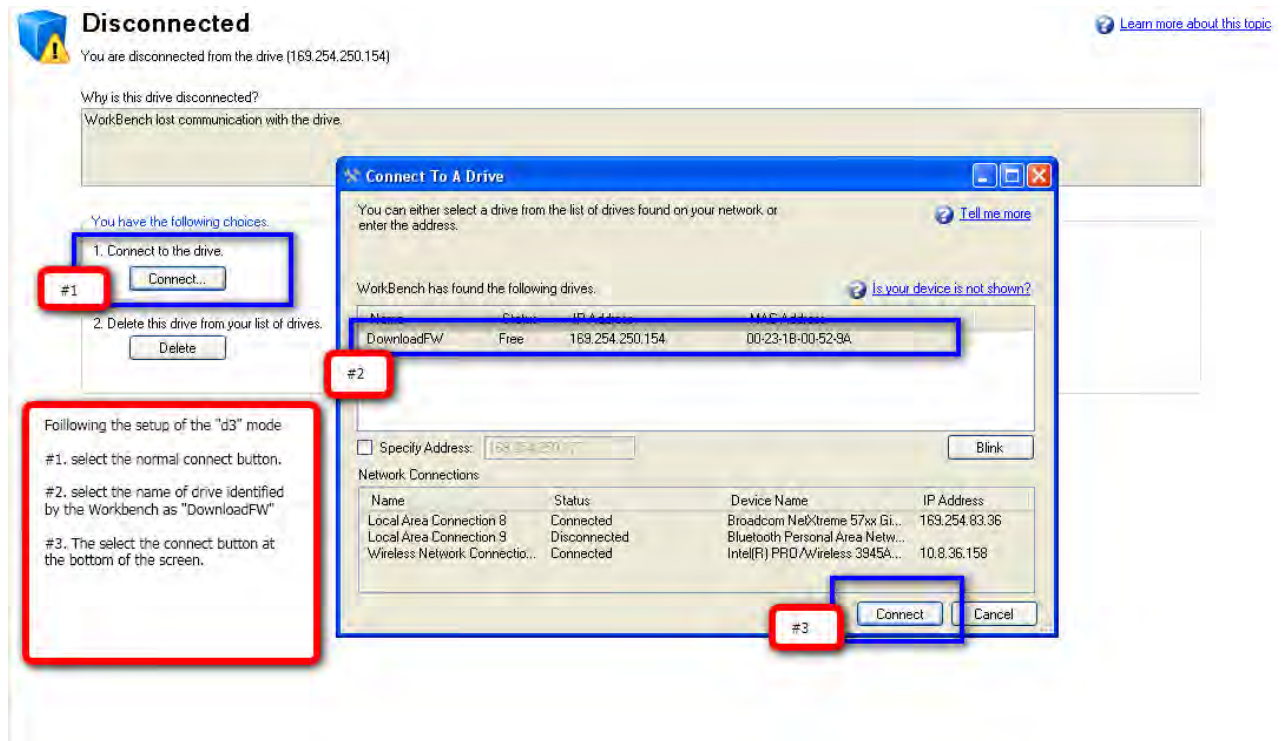 Disconnected
Learn more about this topic
You are disconnected from the drive (169.254.250.154)
Why is this drive disconnected?
WorkBench lost communication with the drive.
Connect To A Drive
You can either select a drive from the list of drives found on your network or
enter the address.
Tell me more
You have the following choices.
1. Connect to the drive.
Connect...
#1
WorkBench has found the following drives.
Is your device is not shown?
2. Delete this drive from your list of drives.
Delete
Name Status IP Address MAC Address
DownloadFW Free 169.254.250.154 00-23-1B-00-52-9A
#2
Foillowing the setup of the "d3" mode
#1. select the normal connect button.
#2. select the name of drive identified
by the Workbench as "DownloadFW"
#3. The select the connect button at
the bottom of the screen.
Specify Address:
Blink
Network Connections
Name Status Device Name IP Address
Local Area Connection 8 Connected Broadcom NetXtreme 57xx Gi... 169.254.83.36
Local Area Connection 9 Disconnected Bluetooth Personal Area Netw...
Wireless Network Connectio... Connected Intel(R) PRO/Wireless 3945A... 10.8.36.158
#3
Connect
Cancel